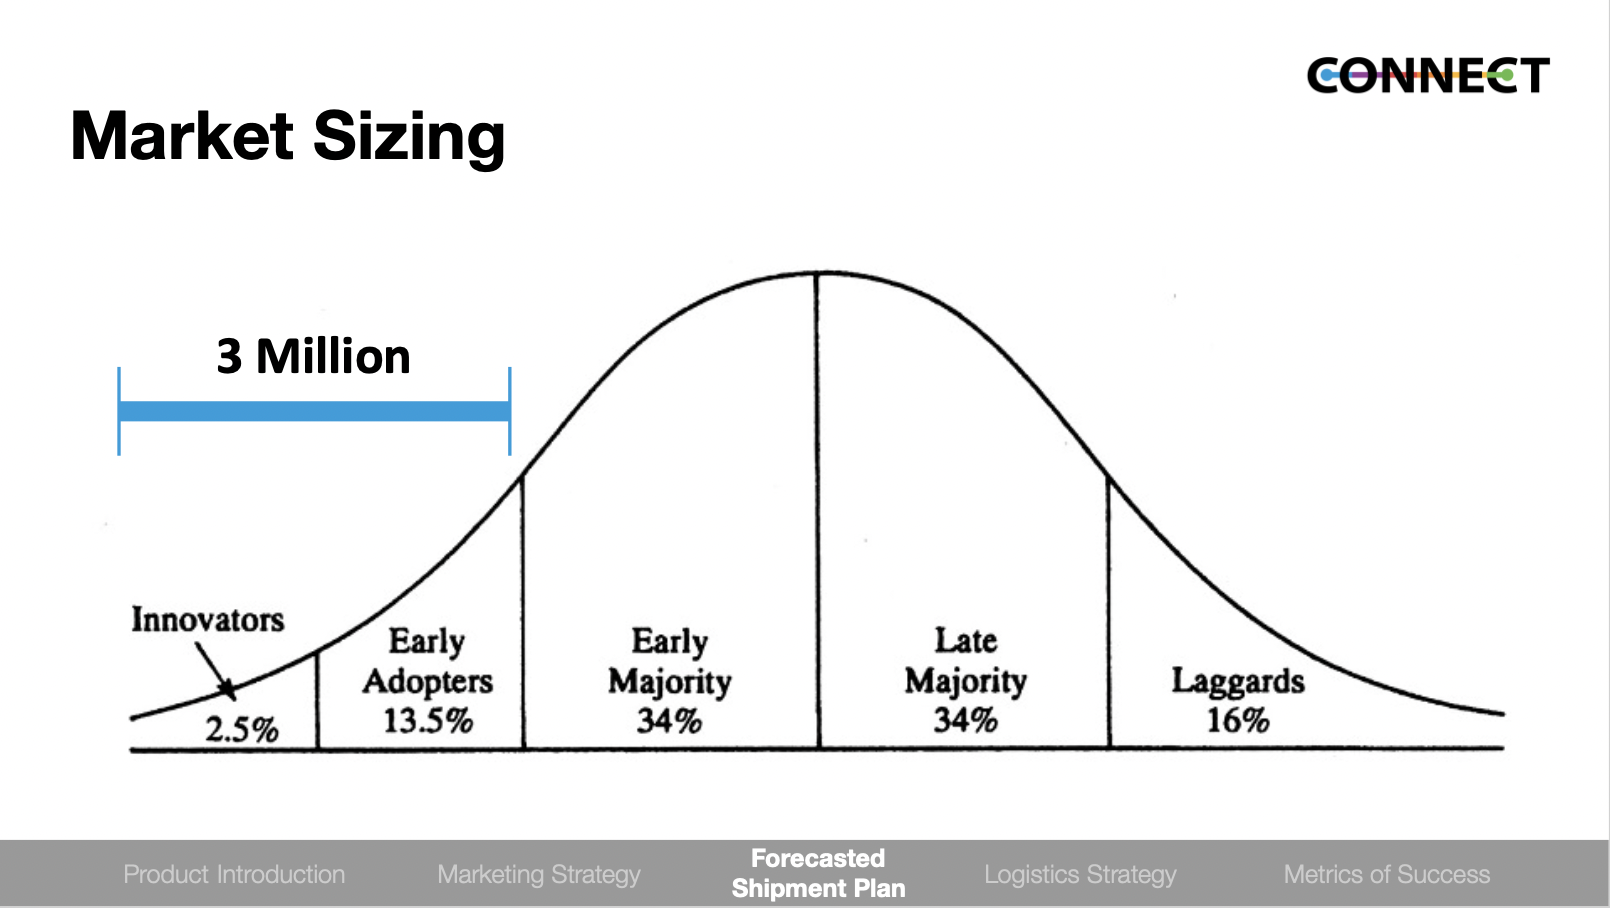 CONNECT
Market Sizing
3 Million
Innovators
2.5%
Early
Adopters
13.5%
Early
Majority
34%
Late
Majority
34%
Laggards
16%
Product Introduction
Marketing Strategy
Forecasted
Shipment Plan
Logistics Strategy
Metrics of Success